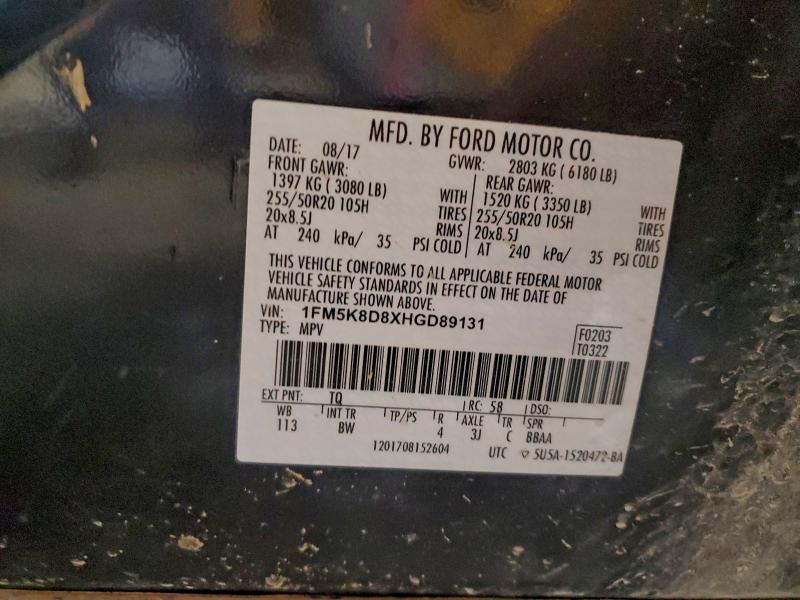 MFD. BY FORD MOTOR CO.
DATE: 08/17 GVWR: 2803 KG ( 6180 LB)
FRONT GAWR: REAR GAWR:
1397 KG ( 3080 LB) WITH 1520 KG ( 3350 LB) WITH
255/50R20 105H TIRES 255/50R20 105H TIRES
20x8.5J RIMS 20x8.5J RIMS
AT 240 kPa/ 35 PSI COLD AT 240 kPa/ 35 PSI COLD
THIS VEHICLE CONFORMS TO ALL APPLICABLE FEDERAL MOTOR
VEHICLE SAFETY STANDARDS IN EFFECT ON THE DATE OF
MANUFACTURE SHOWN ABOVE.
VIN: 1FM5K8D8XHGD89131
TYPE: MPV F0203
T0322
EXT PNT: TQ RC: 58 DSO:
WB INT TR TP/PS R AXLE TR SPR
113 BW 4 3J C BBAA
1201708152604 UTC ▽ 5U5A-1520472-BA